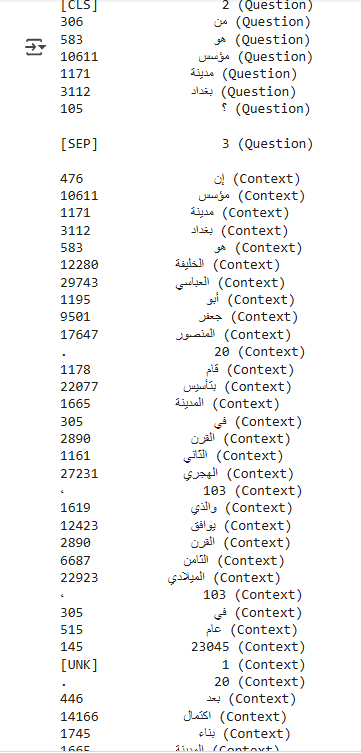 [CLS] 2 (Question)
306 من (Question)
583 هو (Question)
10611 مؤسس (Question)
1171 مدينة (Question)
3112 بغداد (Question)
105 ؟ (Question)
[SEP] 3 (Question)
476 إن (Context)
10611 مؤسس (Context)
1171 مدينة (Context)
3112 بغداد (Context)
583 هو (Context)
12280 الخليفة (Context)
29743 العباسي (Context)
1195 أبو (Context)
9501 جعفر (Context)
17647 المنصور (Context)
. 20 (Context)
1178 قام (Context)
22077 بتأسيس (Context)
1665 المدينة (Context)
305 في (Context)
2890 القرن (Context)
1161 الثاني (Context)
27231 الهجري (Context)
، 103 (Context)
1619 والذي (Context)
12423 يوافق (Context)
2890 القرن (Context)
6687 الثامن (Context)
22923 الميلادي (Context)
، 103 (Context)
305 في (Context)
515 عام (Context)
145 23045 (Context)
[UNK] 1 (Context)
. 20 (Context)
446 بعد (Context)
14166 اكتمال (Context)
1745 بناء (Context)
1665 المدينة (Context)